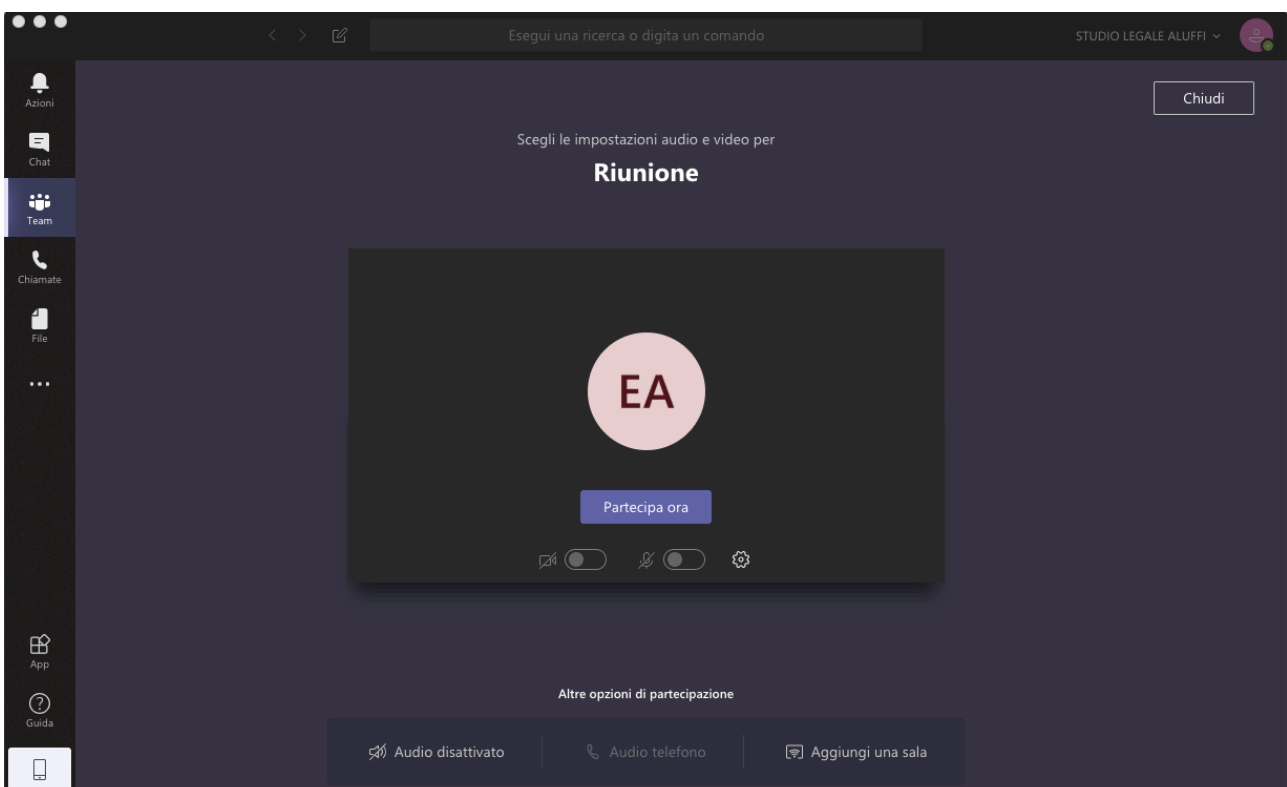 Esegui una ricerca o digita un comando
STUDIO LEGALE ALUFFI
Azioni
Chat
Team
Chiamate
File
Chiudi
Scegli le impostazioni audio e video per
Riunione
EA
Partecipa ora
App
Guida
Altre opzioni di partecipazione
Audio disattivato
Audio telefono
Aggiungi una sala